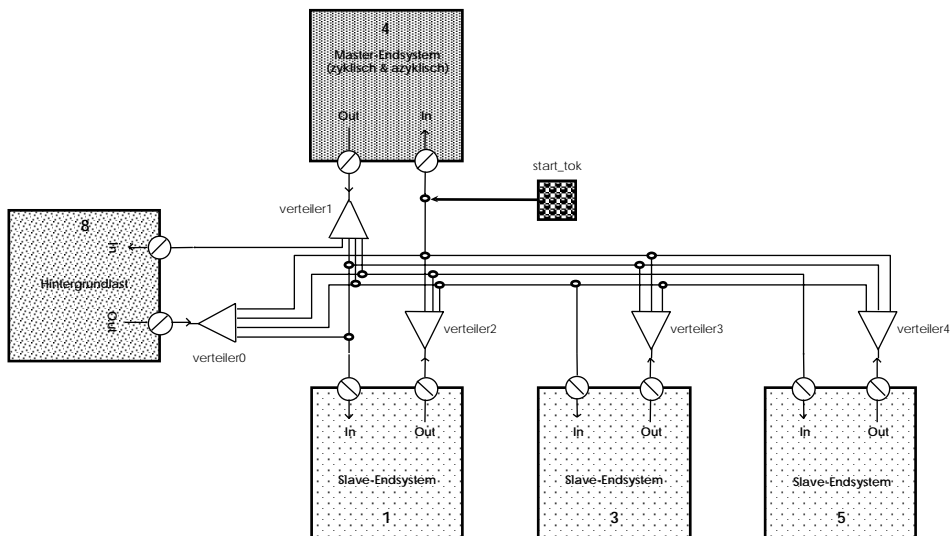 4
Master-Endsystem
(zyklisch & azyklisch)
Out
In
start_tok
verteiler1
8
In
Hintergrundlast
Out
verteiler0
verteiler2
verteiler3
verteiler4
In
Out
In
Out
In
Out
Slave-Endsystem
Slave-Endsystem
Slave-Endsystem
1
3
5